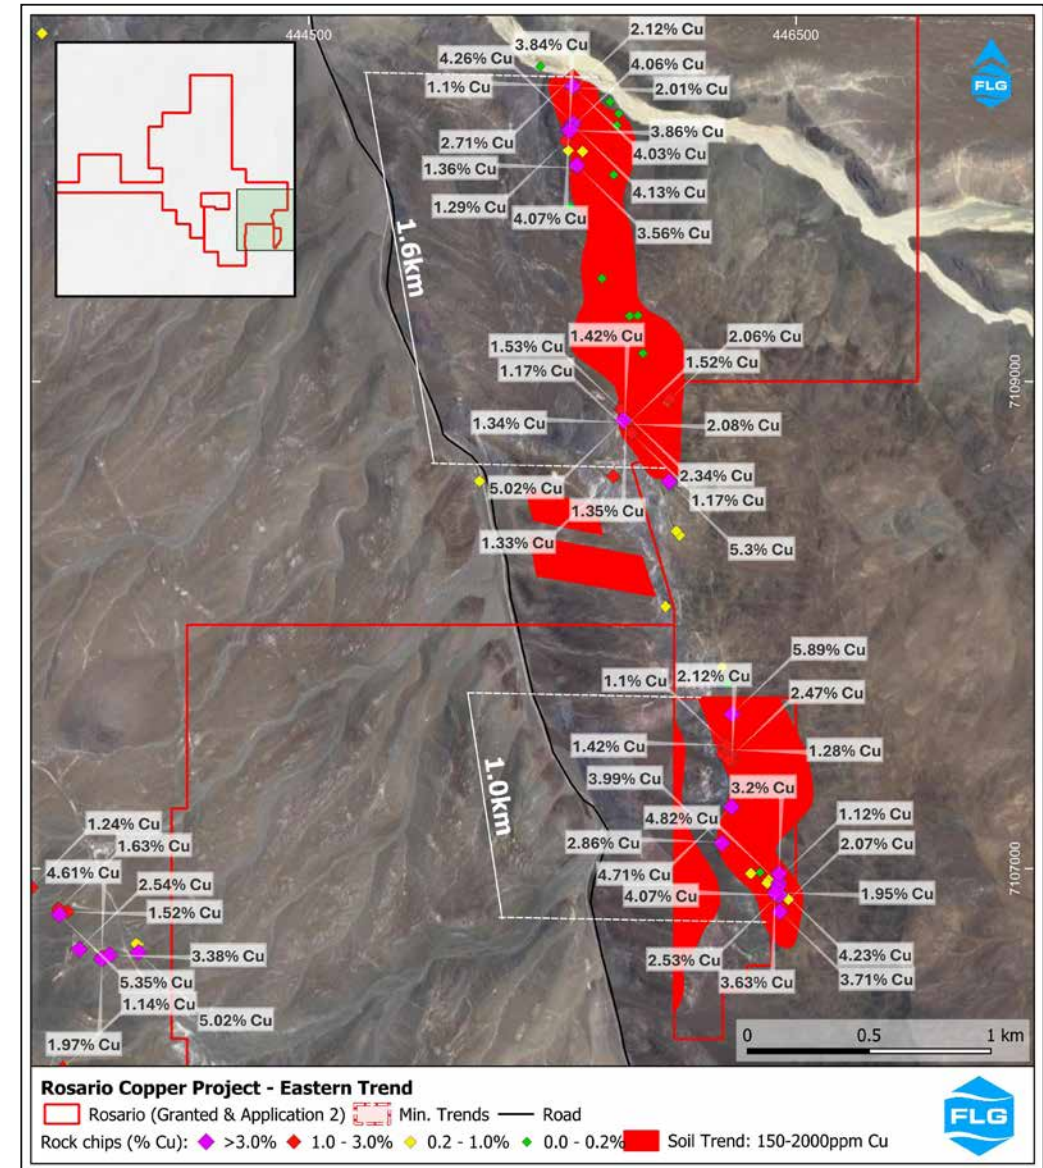 444500
446500
2.12% Cu
3.84% Cu
4.26% Cu
4.06% Cu
FLG
1.1% Cu
2.01% Cu
3.86% Cu
2.71% Cu
4.03% Cu
1.36% Cu
4.13% Cu
1.29% Cu
4.07% Cu
3.56% Cu
1.6km
1.42% Cu
2.06% Cu
1.53% Cu
1.52% Cu
1.17% Cu
7109000
1.34% Cu
2.08% Cu
2.34% Cu
5.02% Cu
1.17% Cu
1.35% Cu
1.33% Cu
5.3% Cu
5.89% Cu
2.12% Cu
1.1% Cu
2.47% Cu
1.42% Cu
1.28% Cu
3.99% Cu
3.2% Cu
1.0km
4.82% Cu
1.12% Cu
2.86% Cu
2.07% Cu
7107000
4.71% Cu
4.07% Cu
1.95% Cu
2.53% Cu
4.23% Cu
3.63% Cu
3.71% Cu
1.24% Cu
1.63% Cu
4.61% Cu
2.54% Cu
1.52% Cu
3.38% Cu
5.35% Cu
1.14% Cu
5.02% Cu
1.97% Cu
0 0.5 1 km
Rosario Copper Project - Eastern Trend
Rosario (Granted & Application 2) Min. Trends Road
Rock chips (% Cu): >3.0% 1.0 - 3.0% 0.2 - 1.0% 0.0 - 0.2% Soil Trend: 150-2000ppm Cu
FLG